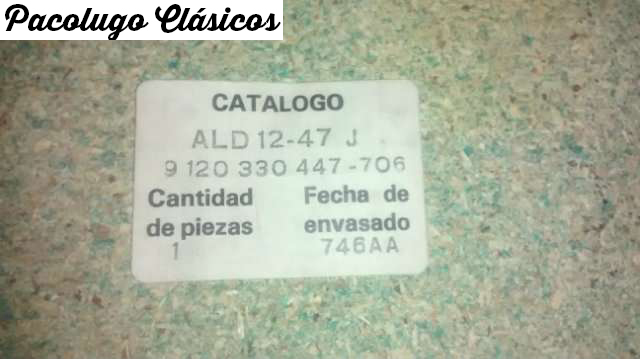 Pacolugo Clásicos
CATALOGO
ALD 12-47 J
9 120 330 447-706
Cantidad de piezas
1
Fecha de envasado
746AA